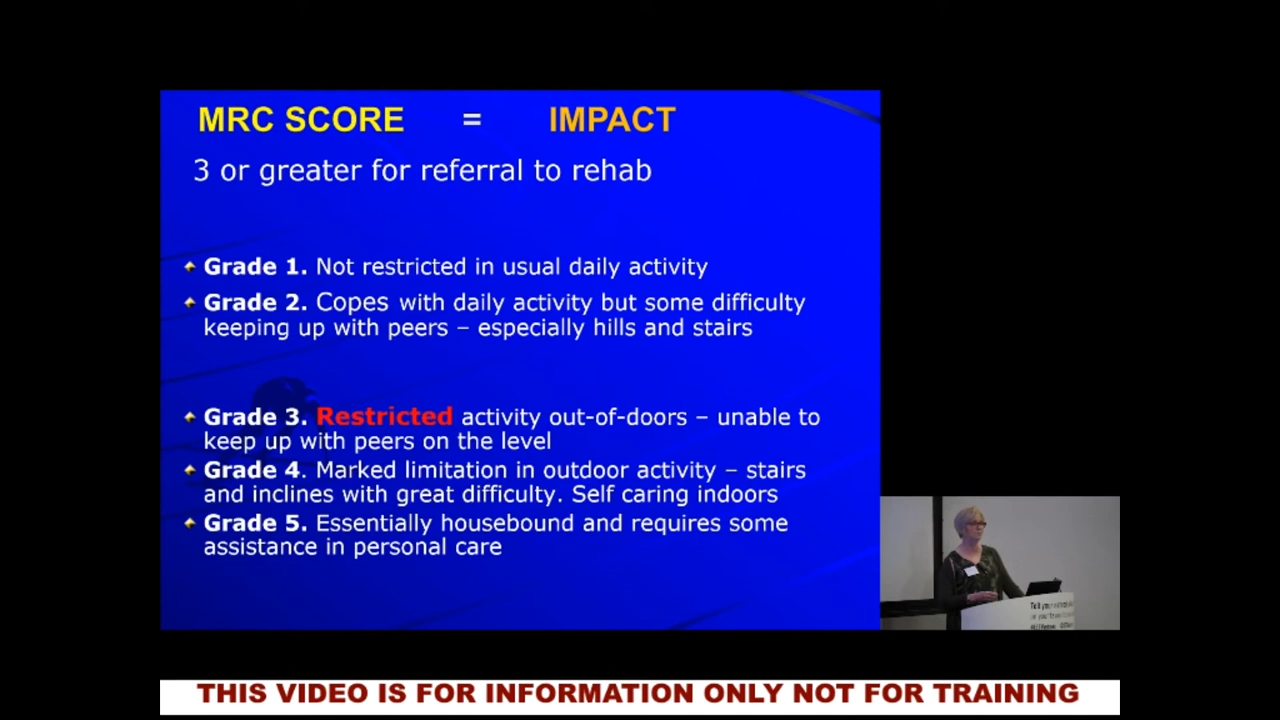 MRC SCORE = IMPACT
3 or greater for referral to rehab
Grade 1. Not restricted in usual daily activity
Grade 2. Copes with daily activity but some difficulty
keeping up with peers – especially hills and stairs
Grade 3. Restricted activity out-of-doors – unable to
keep up with peers on the level
Grade 4. Marked limitation in outdoor activity – stairs
and inclines with great difficulty. Self caring indoors
Grade 5. Essentially housebound and requires some
assistance in personal care
THIS VIDEO IS FOR INFORMATION ONLY NOT FOR TRAINING